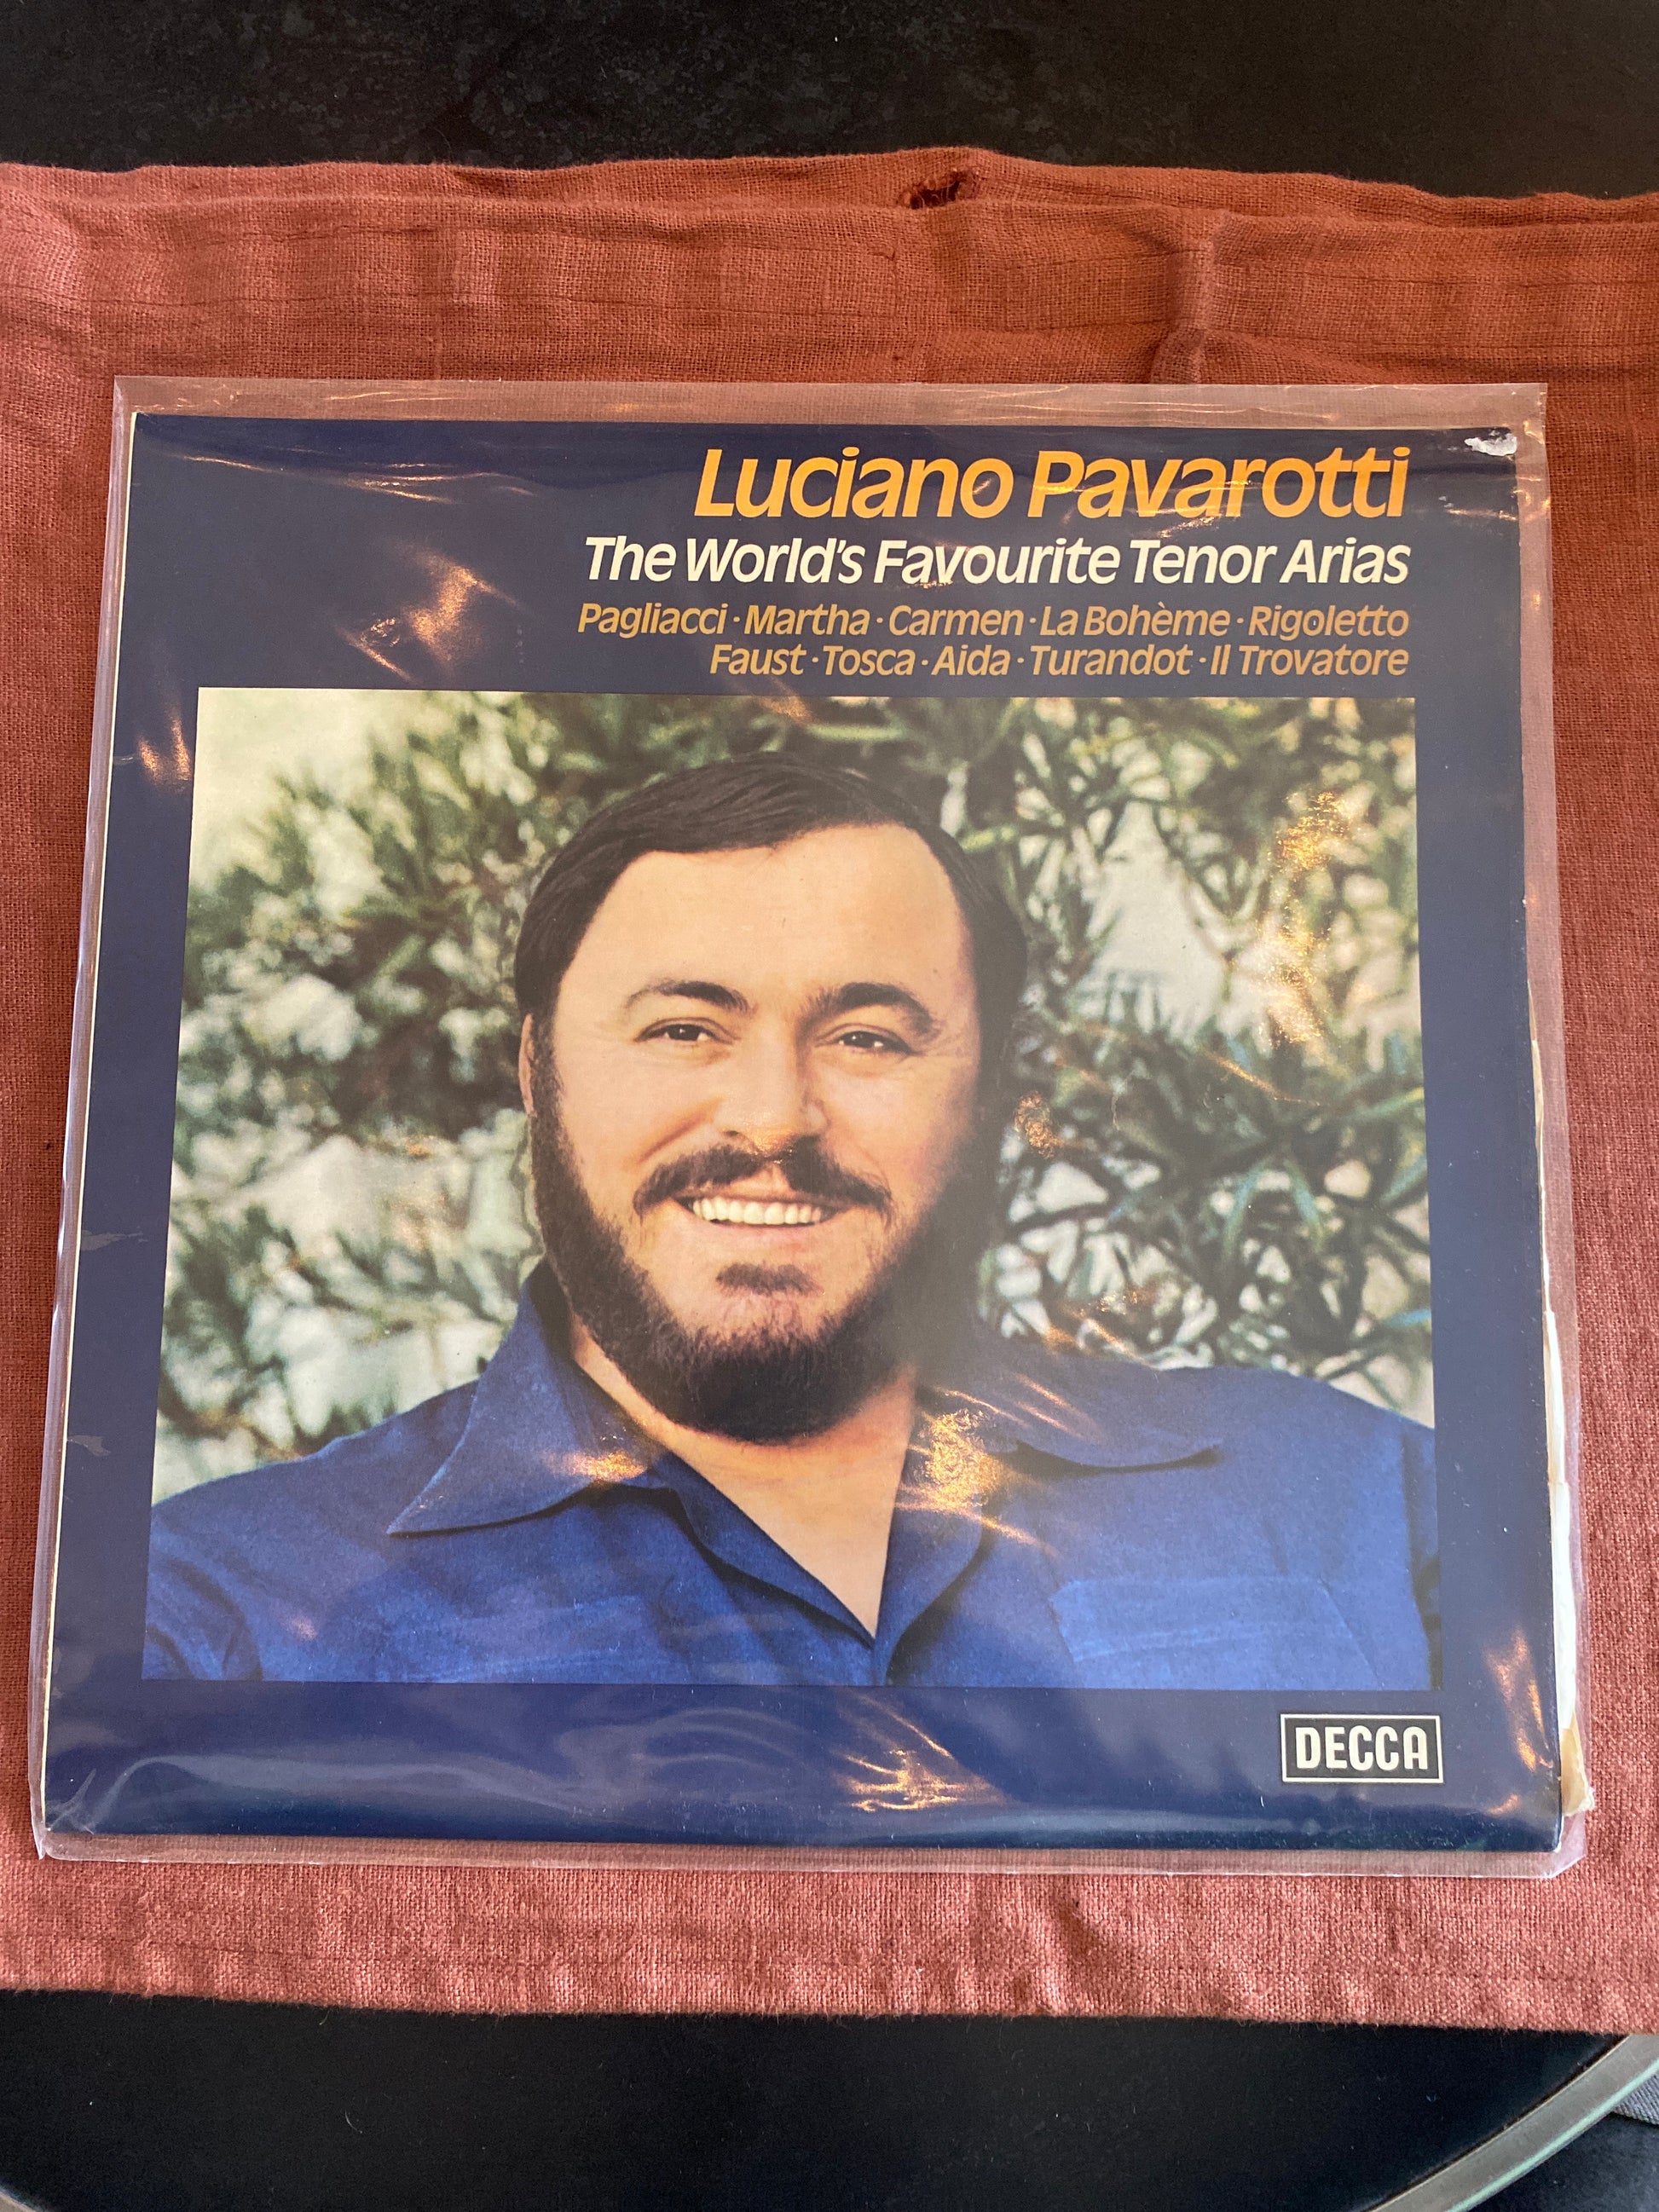 Luciano Pavarotti
The World's Favourite Tenor Arias
Pagliacci · Martha · Carmen · La Bohème · Rigoletto
Faust · Tosca · Aida · Turandot · Il Trovatore
DECCA